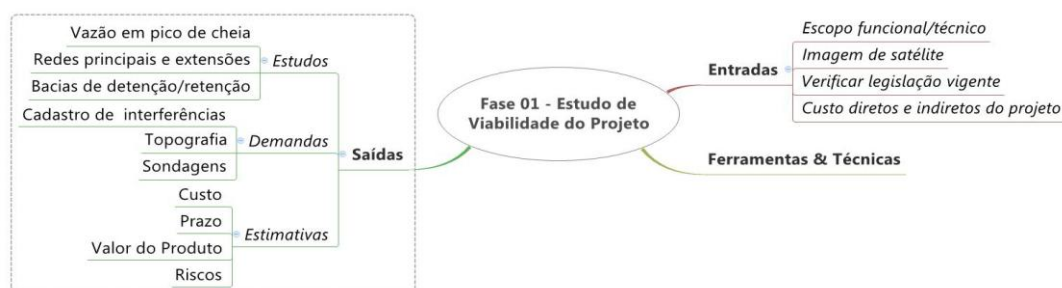 Vazão em pico de cheia
Redes principais e extensões
Bacias de detenção/retenção
Estudos
Cadastro de interferências
Topografia
Sondagens
Demandas
Custo
Prazo
Valor do Produto
Riscos
Estimativas
Saídas
Fase 01 - Estudo de
Viabilidade do Projeto
Entradas
Escopo funcional/técnico
Imagem de satélite
Verificar legislação vigente
Custo diretos e indiretos do projeto
Ferramentas & Técnicas